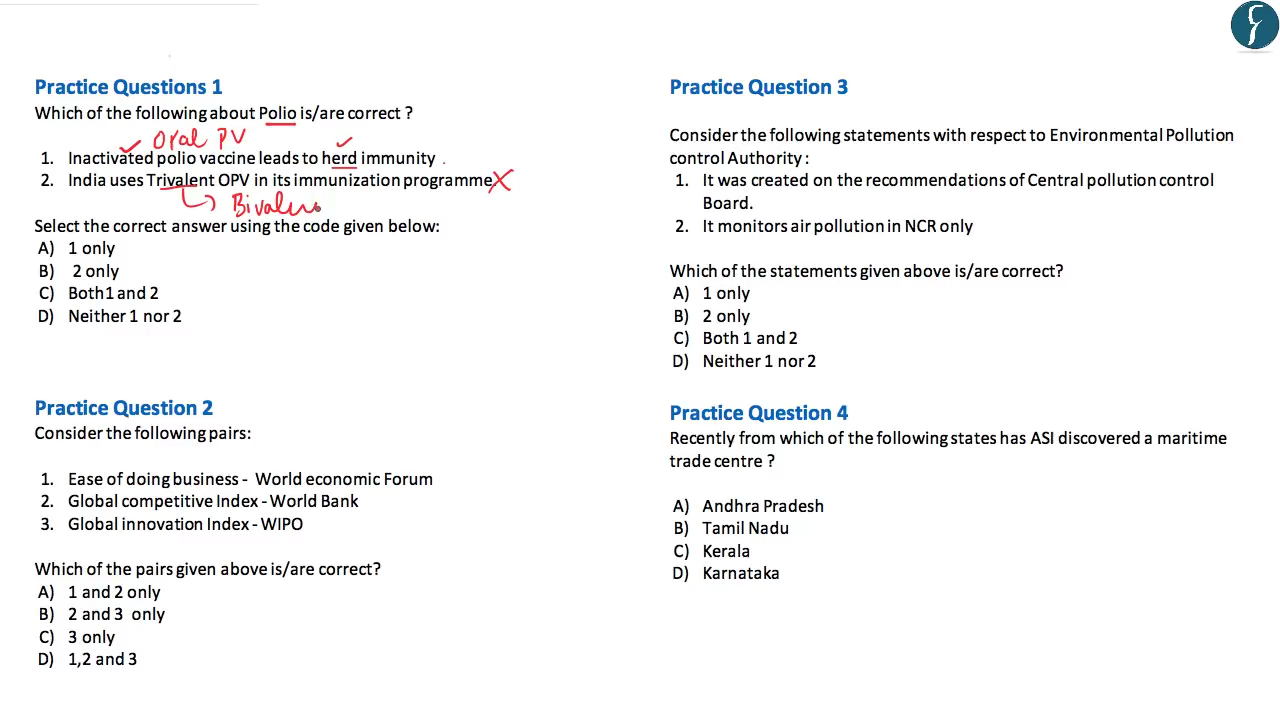 Practice Questions 1
Which of the following about Polio is/are correct ?
Oral PV
1. Inactivated polio vaccine leads to herd immunity .
2. India uses Trivalent OPV in its immunization programme
Bivalen
Select the correct answer using the code given below:
A) 1 only
B) 2 only
C) Both1 and 2
D) Neither 1 nor 2
Practice Question 2
Consider the following pairs:
1. Ease of doing business - World economic Forum
2. Global competitive Index - World Bank
3. Global innovation Index - WIPO
Which of the pairs given above is/are correct?
A) 1 and 2 only
B) 2 and 3 only
C) 3 only
D) 1,2 and 3
Practice Question 3
Consider the following statements with respect to Environmental Pollution
control Authority :
1. It was created on the recommendations of Central pollution control
Board.
2. It monitors air pollution in NCR only
Which of the statements given above is/are correct?
A) 1 only
B) 2 only
C) Both 1 and 2
D) Neither 1 nor 2
Practice Question 4
Recently from which of the following states has ASI discovered a maritime
trade centre ?
A) Andhra Pradesh
B) Tamil Nadu
C) Kerala
D) Karnataka